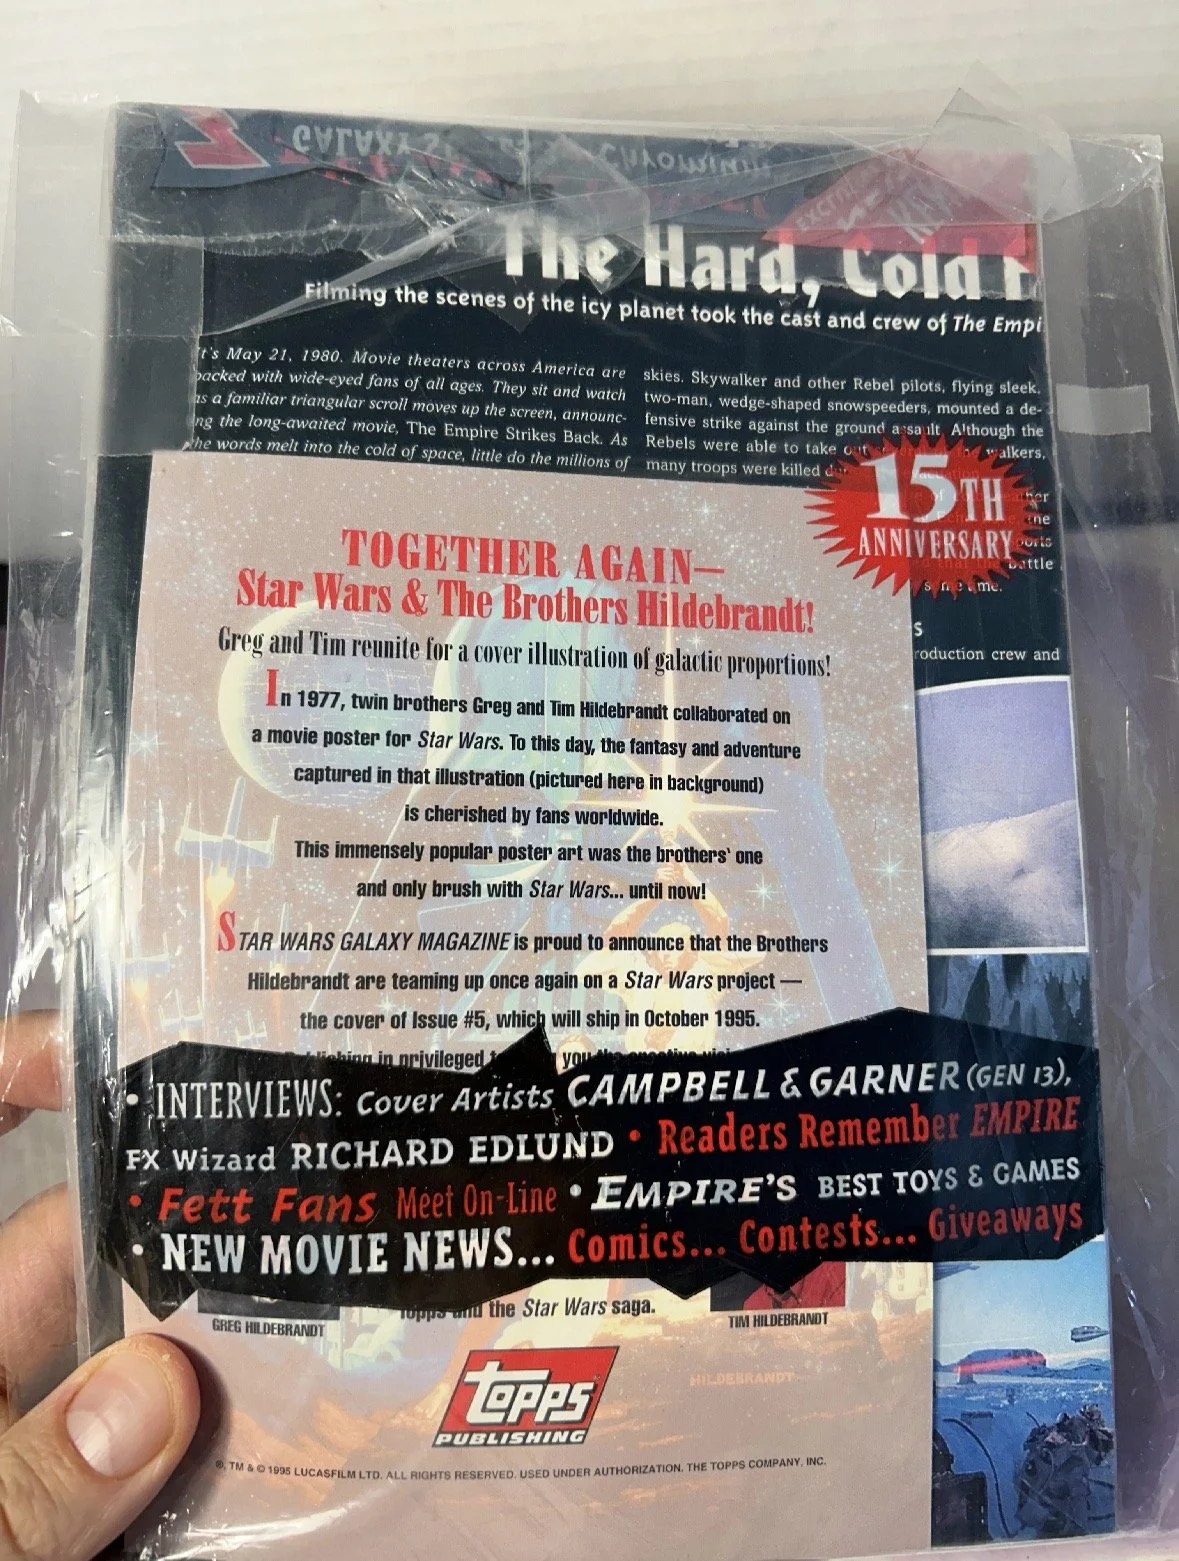 GALAXY
Chromium
The Hard, Cold
Filming the scenes of the icy planet took the cast and crew of The Empi
t's May 21, 1980. Movie theaters across America are
packed with wide-eyed fans of all ages. They sit and watch
as a familiar triangular scroll moves up the screen, announc-
ng the long-awaited movie, The Empire Strikes Back. As
he words melt into the cold of space, little do the millions of
skies. Skywalker and other Rebel pilots, flying sleek,
two-man, wedge-shaped snowspeeders, mounted a de-
fensive strike against the ground assault. Although the
Rebels were able to take walkers,
many troops were killed
15TH
ANNIVERSARY
roduction crew and
TOGETHER AGAIN—
Star Wars & The Brothers Hildebrandt!
Greg and Tim reunite for a cover illustration of galactic proportions!
In 1977, twin brothers Greg and Tim Hildebrandt collaborated on
a movie poster for Star Wars. To this day, the fantasy and adventure
captured in that illustration (pictured here in background)
is cherished by fans worldwide.
This immensely popular poster art was the brothers' one
and only brush with Star Wars... until now!
STAR WARS GALAXY MAGAZINE is proud to announce that the Brothers
Hildebrandt are teaming up once again on a Star Wars project —
the cover of Issue #5, which will ship in October 1995.
in privileged you
• INTERVIEWS: Cover Artists CAMPBELL & GARNER (GEN 13),
FX Wizard RICHARD EDLUND • Readers Remember EMPIRE
• Fett Fans Meet On-Line • EMPIRE'S BEST TOYS & GAMES
• NEW MOVIE NEWS... Comics... Contests... Giveaways
Topps and the Star Wars saga.
GREG HILDEBRANDT
TIM HILDEBRANDT
HILDEBRANDT
TOPPS
PUBLISHING
®, TM & © 1995 LUCASFILM LTD. ALL RIGHTS RESERVED. USED UNDER AUTHORIZATION. THE TOPPS COMPANY, INC.